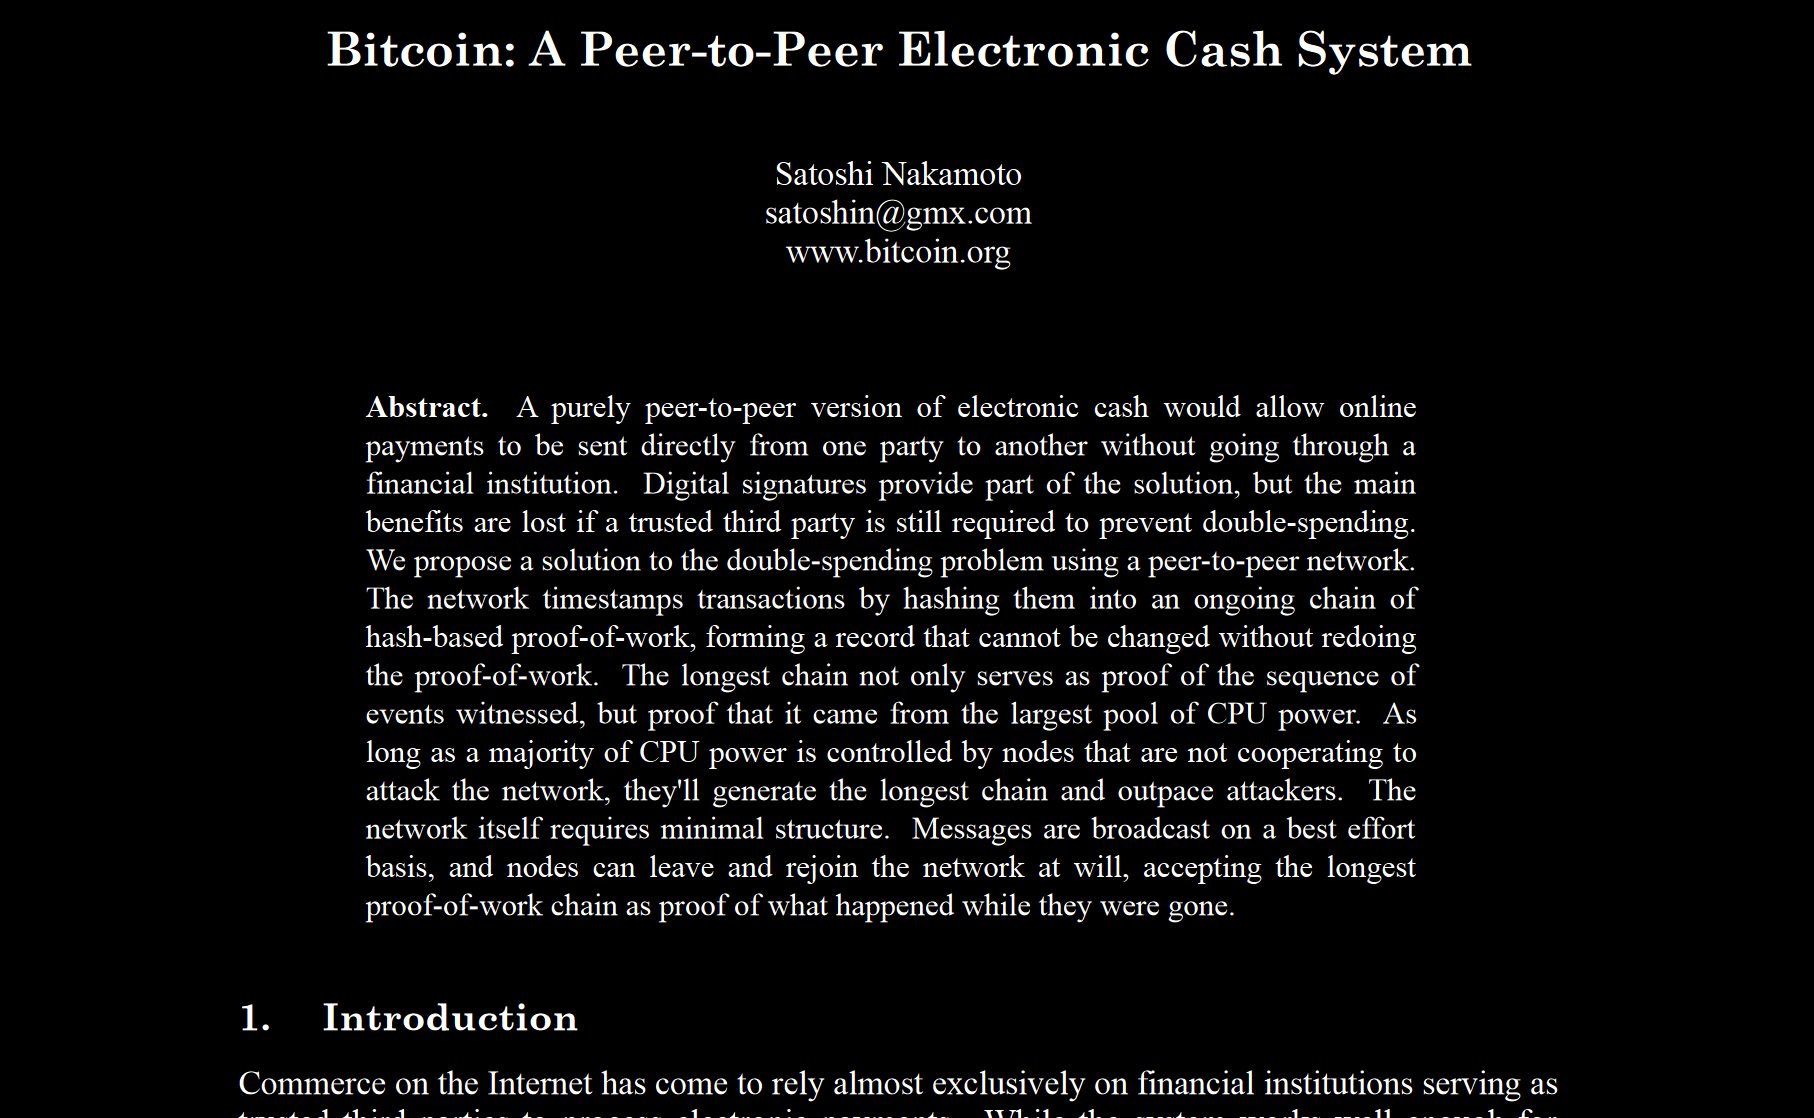 Bitcoin: A Peer-to-Peer Electronic Cash System
Satoshi Nakamoto
satoshin@gmx.com
www.bitcoin.org
Abstract. A purely peer-to-peer version of electronic cash would allow online
payments to be sent directly from one party to another without going through a
financial institution. Digital signatures provide part of the solution, but the main
benefits are lost if a trusted third party is still required to prevent double-spending.
We propose a solution to the double-spending problem using a peer-to-peer network.
The network timestamps transactions by hashing them into an ongoing chain of
hash-based proof-of-work, forming a record that cannot be changed without redoing
the proof-of-work. The longest chain not only serves as proof of the sequence of
events witnessed, but proof that it came from the largest pool of CPU power. As
long as a majority of CPU power is controlled by nodes that are not cooperating to
attack the network, they'll generate the longest chain and outpace attackers. The
network itself requires minimal structure. Messages are broadcast on a best effort
basis, and nodes can leave and rejoin the network at will, accepting the longest
proof-of-work chain as proof of what happened while they were gone.
1. Introduction
Commerce on the Internet has come to rely almost exclusively on financial institutions serving as